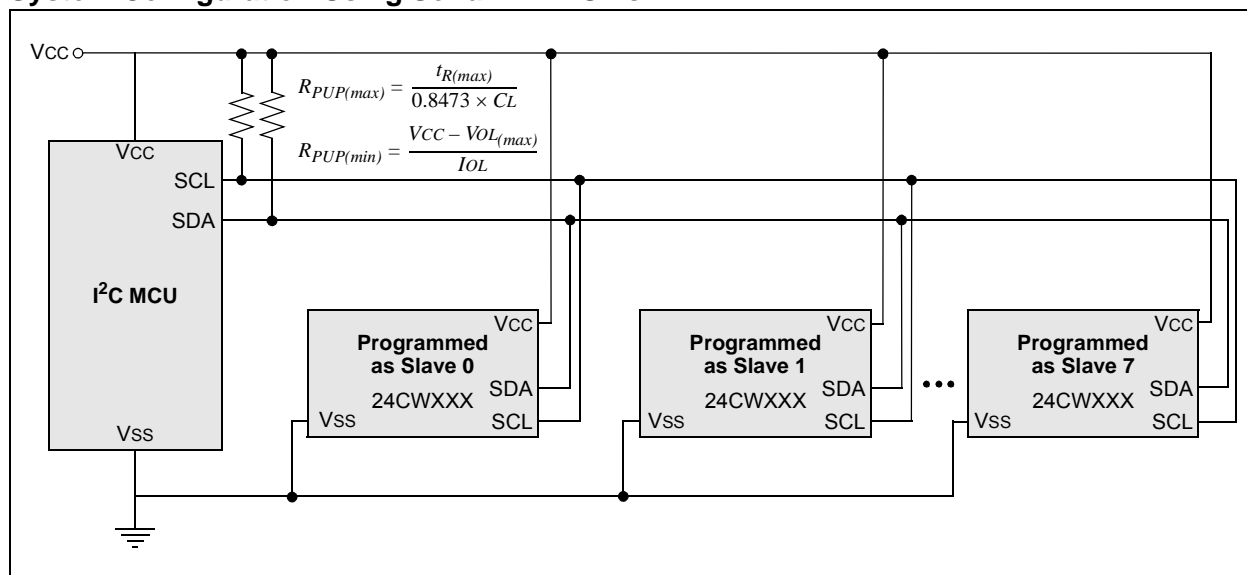 VCC
RPUP(max) = tR(max) / 0.8473 × CL
RPUP(min) = VCC – VOL(max) / IOL
VCC
SCL
SDA
I²C MCU
VSS
VCC
Programmed
as Slave 0
SDA
24CWXXX
VSS
SCL
VCC
Programmed
as Slave 1
SDA
24CWXXX
VSS
SCL
•••
VCC
Programmed
as Slave 7
SDA
24CWXXX
VSS
SCL